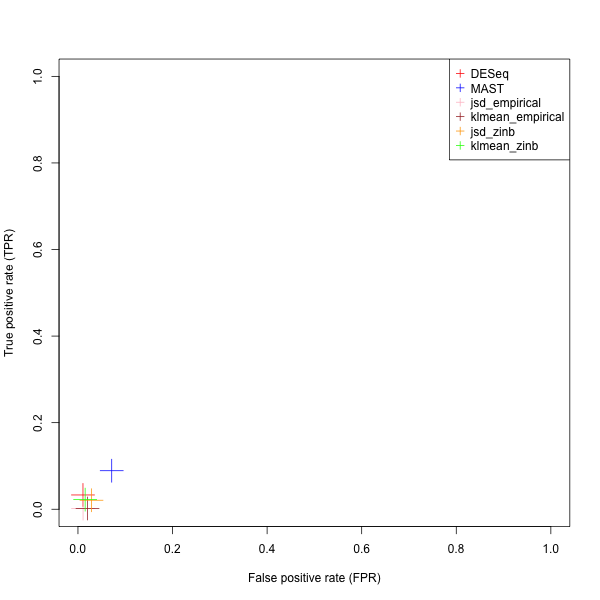 DESeq
MAST
jsd_empirical
klmean_empirical
jsd_zinb
klmean_zinb
1.0
0.8
0.6
0.4
0.2
0.0
True positive rate (TPR)
0.0 0.2 0.4 0.6 0.8 1.0
False positive rate (FPR)